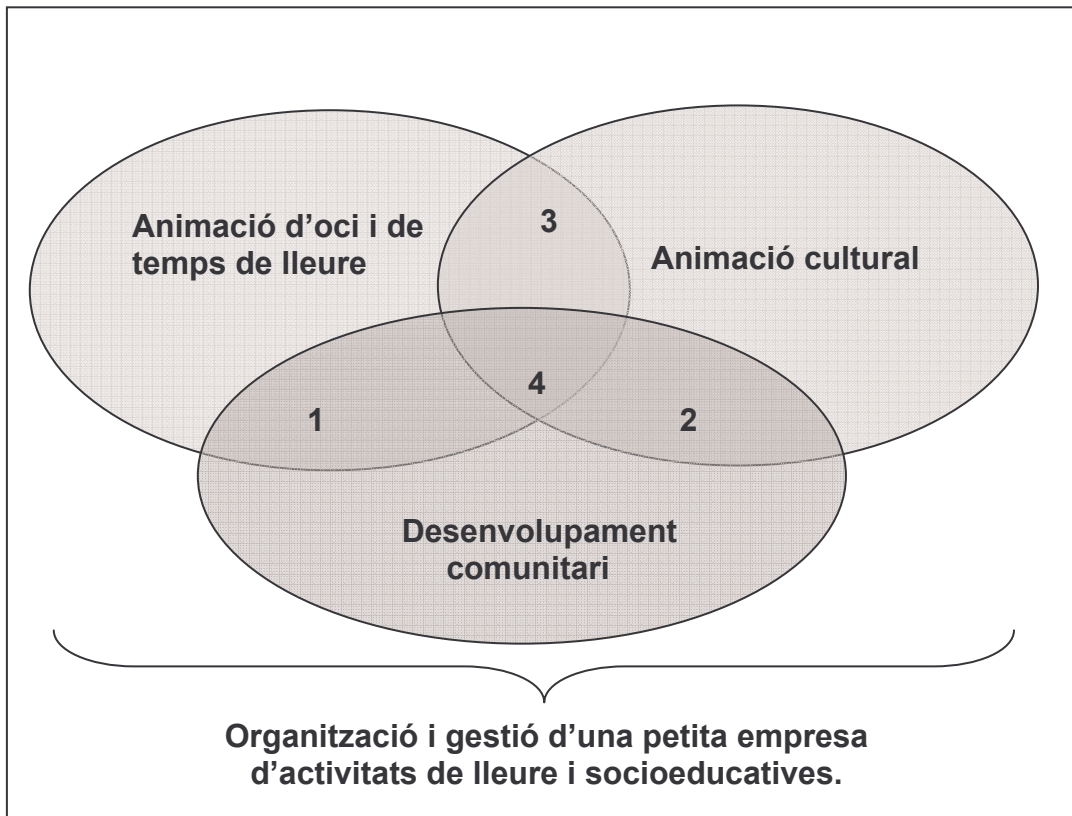 3
Animació d’oci i de
temps de lleure
Animació cultural
4
1
2
Desenvolupament
comunitari
Organització i gestió d’una petita empresa
d’activitats de lleure i socioeducatives.